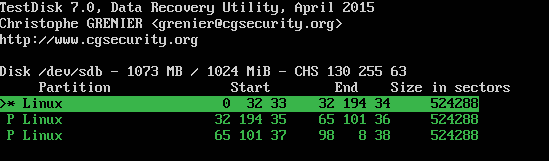 TestDisk 7.0, Data Recovery Utility, April 2015
Christophe GRENIER <grenier@cgsecurity.org>
http://www.cgsecurity.org
Disk /dev/sdb - 1073 MB / 1024 MiB - CHS 130 255 63
Partition Start End Size in sectors
>* Linux 0 32 33 32 194 34 524288
P Linux 32 194 35 65 101 36 524288
P Linux 65 101 37 98 8 38 524288